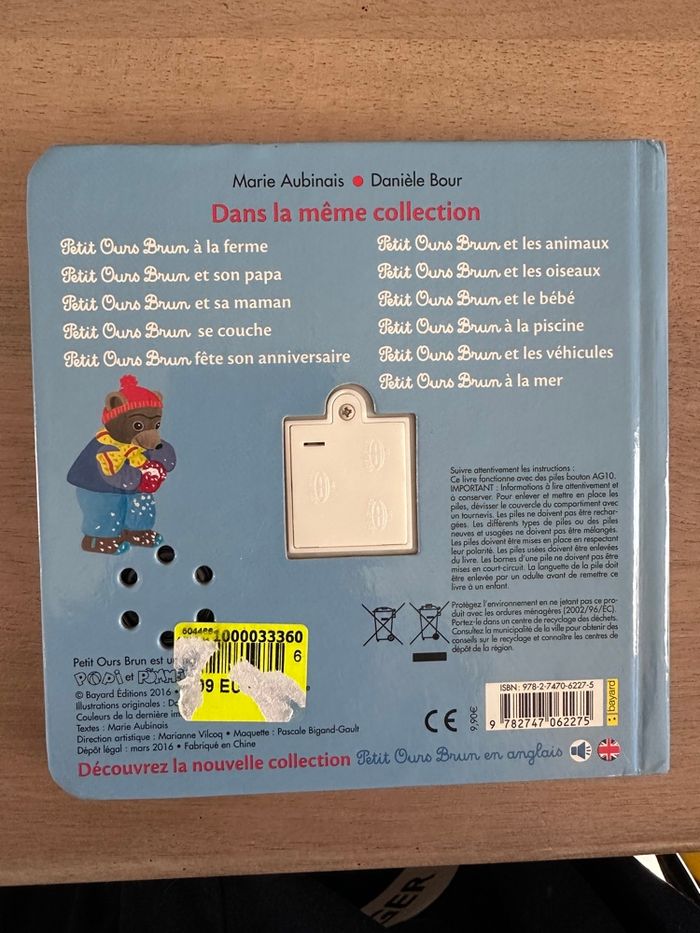 Marie Aubinais • Danièle Bour
Dans la même collection
Petit Ours Brun à la ferme
Petit Ours Brun et son papa
Petit Ours Brun et sa maman
Petit Ours Brun se couche
Petit Ours Brun fête son anniversaire
Petit Ours Brun et les animaux
Petit Ours Brun et les oiseaux
Petit Ours Brun et le bébé
Petit Ours Brun à la piscine
Petit Ours Brun et les véhicules
Petit Ours Brun à la mer
Suivre attentivement les instructions :
Ce livre fonctionne avec des piles bouton AG10.
IMPORTANT : Informations à lire attentivement et
à conserver. Pour enlever et mettre en place les
piles, dévisser le couvercle du compartiment avec
un tournevis. Les piles ne doivent pas être rechar-
gées. Les différents types de piles ou des piles
neuves et usagées ne doivent pas être mélangés.
Les piles doivent être mises en place en respectant
leur polarité. Les piles usées doivent être enlevées
du livre. Les bornes d'une pile ne doivent pas être
mises en court-circuit. La languette de la pile doit
être enlevée par un adulte avant de remettre ce
livre à un enfant.
Protégez l'environnement en ne jetant pas ce pro-
duit avec les ordures ménagères (2002/96/EC).
Portez-le dans un centre de recyclage des déchets.
Consultez la municipalité de la ville pour obtenir des
conseils sur le recyclage et connaître les centres de
dépôt de la région.
1000033360
6
99 EU
Petit Ours Brun est un
POPI et
© Bayard Éditions 2016 •
Illustrations originales : Da
Couleurs de la dernière im
Textes : Marie Aubinais
Direction artistique : Marianne Vilcoq • Maquette : Pascale Bigand-Gault
Dépôt légal : mars 2016 • Fabriqué en Chine
CE
9,90€
ISBN : 978-2-7470-6227-5
9 782747 062275
bayard
Découvrez la nouvelle collection Petit Ours Brun en anglais
GER